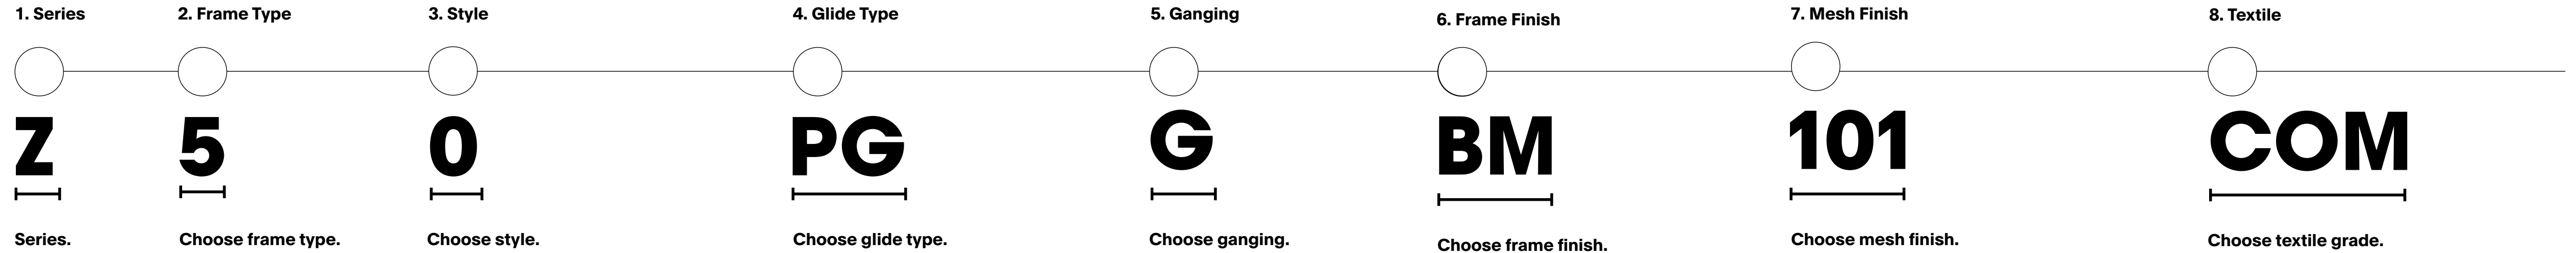 1. Series
2. Frame Type
3. Style
4. Glide Type
5. Ganging
6. Frame Finish
7. Mesh Finish
8. Textile
Z
5
0
PG
G
BM
101
COM
Series.
Choose frame type.
Choose style.
Choose glide type.
Choose ganging.
Choose frame finish.
Choose mesh finish.
Choose textile grade.